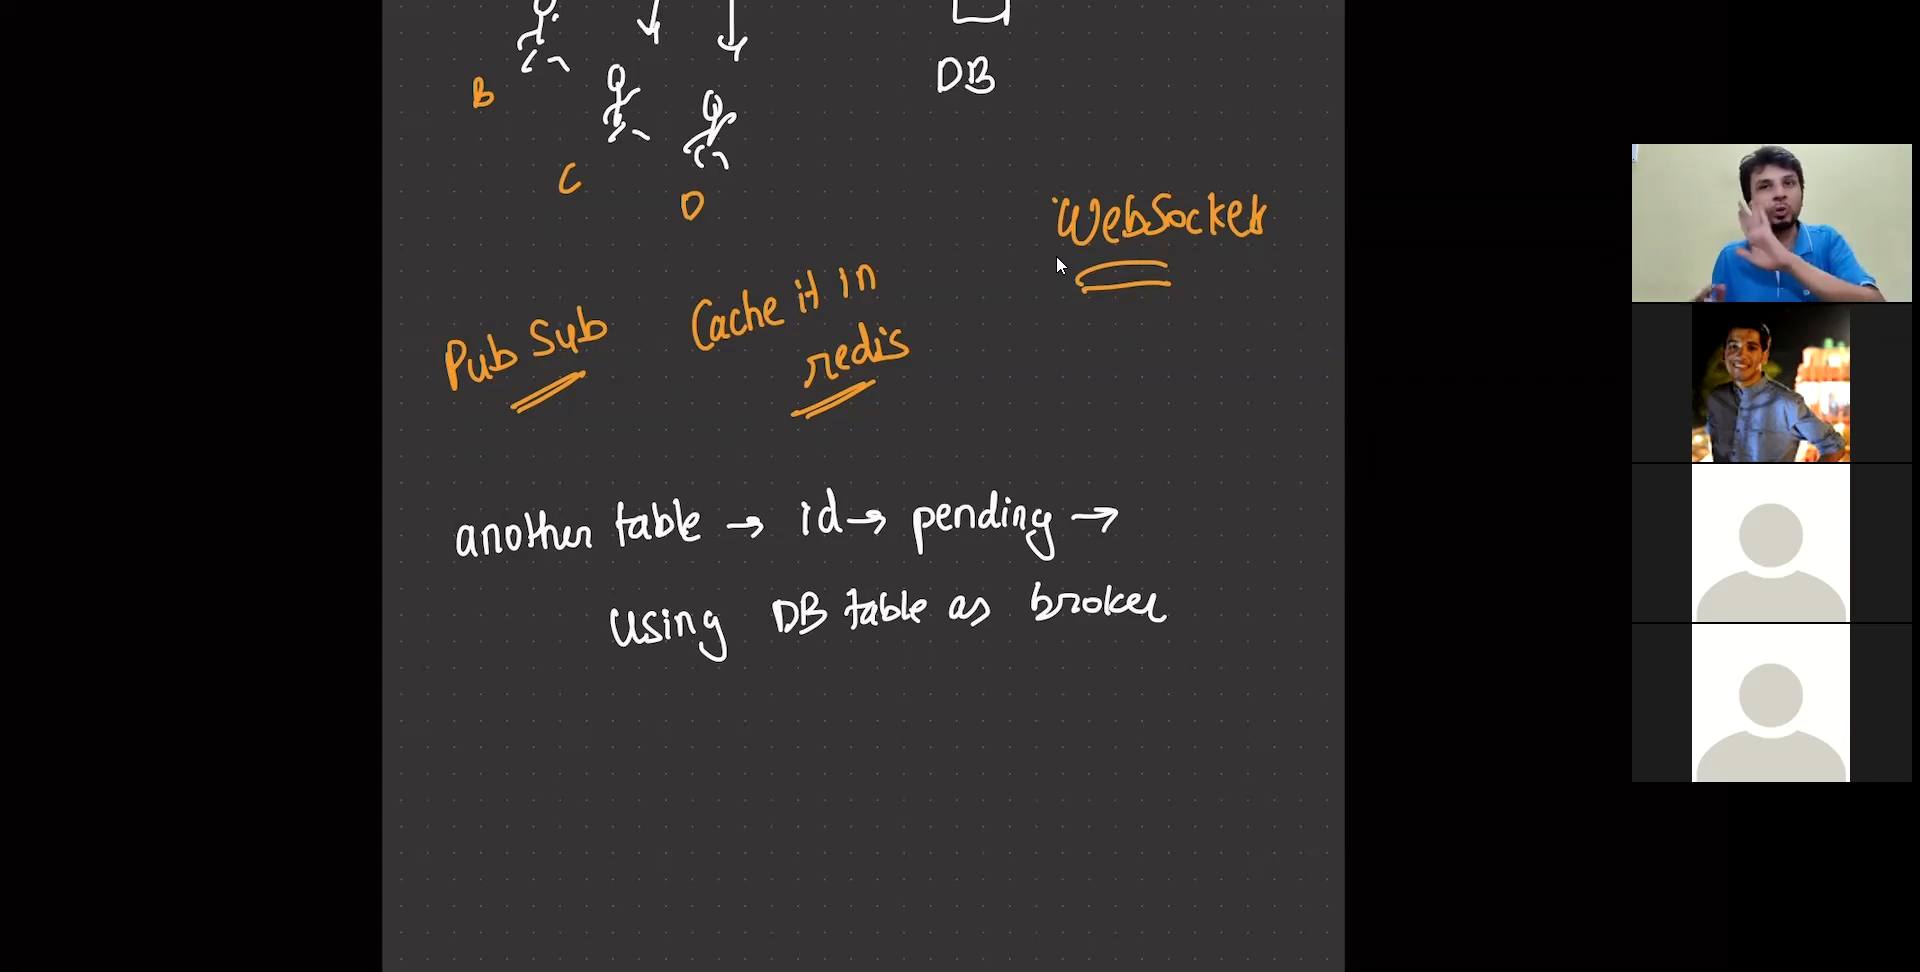 DB
B
C
D
WebSocket
Pub Sub
Cache it in
redis
another table → id → pending →
Using DB table as broker